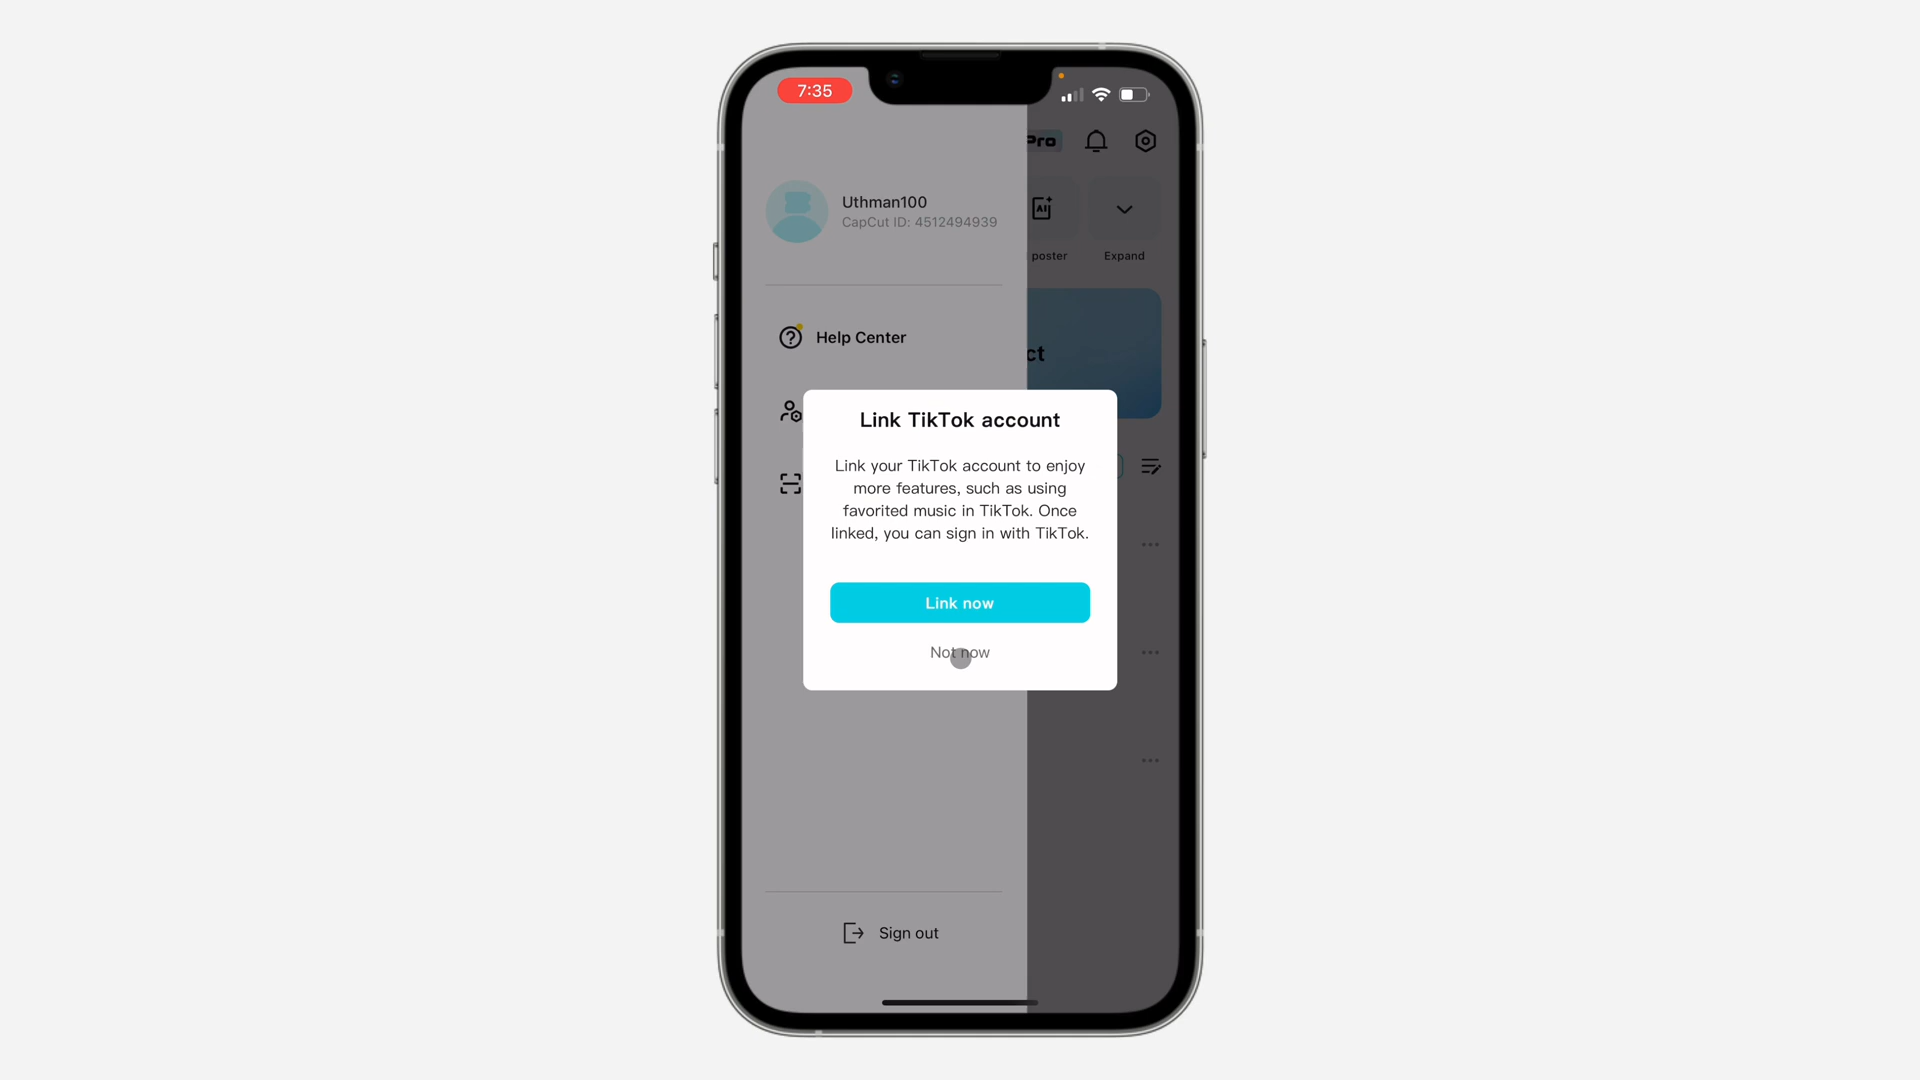 7:35
Pro
Uthman100
CapCut ID: 4512494939
AI
poster
Expand
Help Center
ct
Link TikTok account
Link your TikTok account to enjoy
more features, such as using
favorited music in TikTok. Once
linked, you can sign in with TikTok.
Link now
Not now
Sign out